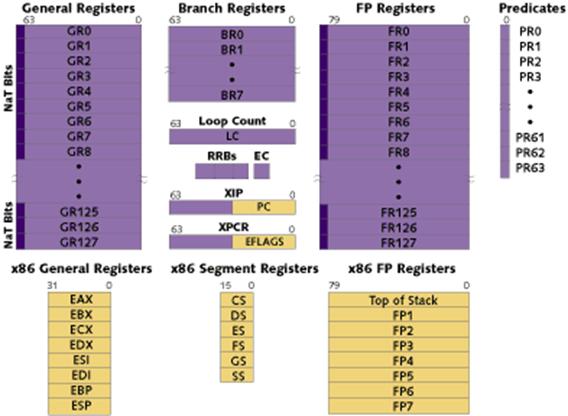 General Registers
63 0
NaT Bits
GR0
GR1
GR2
GR3
GR4
GR5
GR6
GR7
GR8
NaT Bits
GR125
GR126
GR127
Branch Registers
63 0
BR0
BR1
BR7
Loop Count
63 0
LC
RRBs EC
XIP
63 0
PC
XPCR
63 0
EFLAGS
FP Registers
79 0
FR0
FR1
FR2
FR3
FR4
FR5
FR6
FR7
FR8
FR125
FR126
FR127
Predicates
0
PR0
PR1
PR2
PR3
PR61
PR62
PR63
x86 General Registers
31 0
EAX
EBX
ECX
EDX
ESI
EDI
EBP
ESP
x86 Segment Registers
15 0
CS
DS
ES
FS
GS
SS
x86 FP Registers
79 0
Top of Stack
FP1
FP2
FP3
FP4
FP5
FP6
FP7